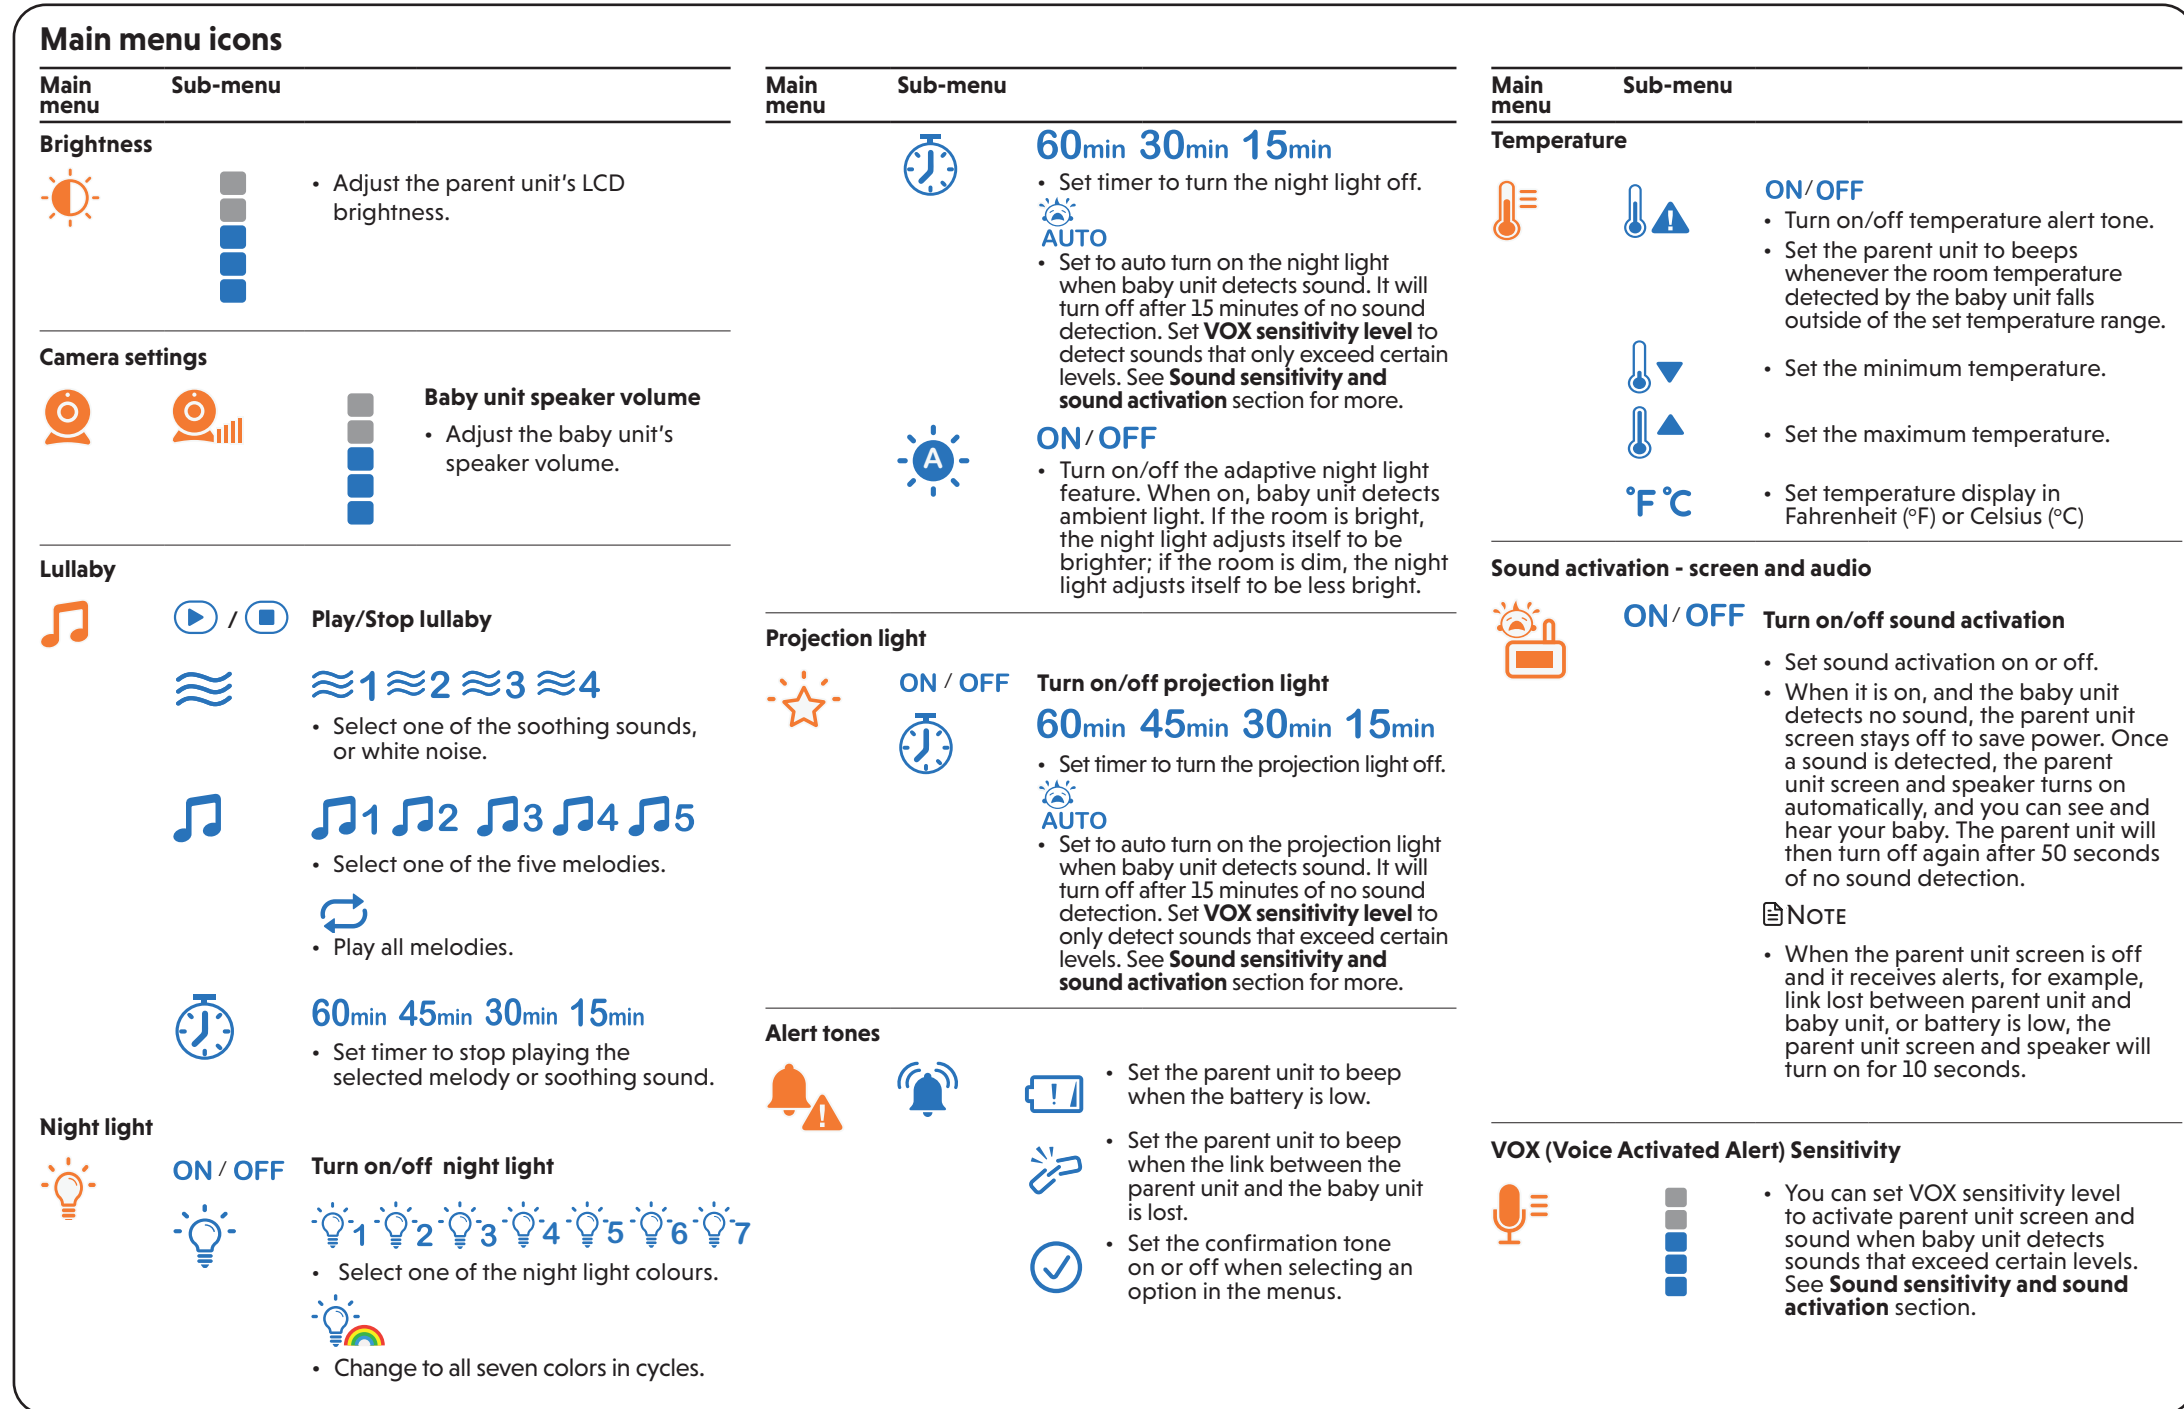 Main menu icons
Main menu
Sub-menu
Brightness
• Adjust the parent unit's LCD
brightness.
Camera settings
Baby unit speaker volume
• Adjust the baby unit's
speaker volume.
Lullaby
/
Play/Stop lullaby
1 2 3 4
• Select one of the soothing sounds,
or white noise.
1 2 3 4 5
• Select one of the five melodies.
• Play all melodies.
60min 45min 30min 15min
• Set timer to stop playing the
selected melody or soothing sound.
Night light
ON / OFF Turn on/off night light
1 2 3 4 5 6 7
• Select one of the night light colours.
• Change to all seven colors in cycles.
Main menu
Sub-menu
60min 30min 15min
• Set timer to turn the night light off.
AUTO
• Set to auto turn on the night light
when baby unit detects sound. It will
turn off after 15 minutes of no sound
detection. Set VOX sensitivity level to
detect sounds that only exceed certain
levels. See Sound sensitivity and
sound activation section for more.
A
ON / OFF
• Turn on/off the adaptive night light
feature. When on, baby unit detects
ambient light. If the room is bright,
the night light adjusts itself to be
brighter; if the room is dim, the night
light adjusts itself to be less bright.
Projection light
ON / OFF Turn on/off projection light
60min 45min 30min 15min
• Set timer to turn the projection light off.
AUTO
• Set to auto turn on the projection light
when baby unit detects sound. It will
turn off after 15 minutes of no sound
detection. Set VOX sensitivity level to
only detect sounds that exceed certain
levels. See Sound sensitivity and
sound activation section for more.
Alert tones
• Set the parent unit to beep
when the battery is low.
• Set the parent unit to beep
when the link between the
parent unit and the baby unit
is lost.
• Set the confirmation tone
on or off when selecting an
option in the menus.
Main menu
Sub-menu
Temperature
ON/OFF
• Turn on/off temperature alert tone.
• Set the parent unit to beeps
whenever the room temperature
detected by the baby unit falls
outside of the set temperature range.
• Set the minimum temperature.
• Set the maximum temperature.
°F °C
• Set temperature display in
Fahrenheit (°F) or Celsius (°C)
Sound activation - screen and audio
ON / OFF Turn on/off sound activation
• Set sound activation on or off.
• When it is on, and the baby unit
detects no sound, the parent unit
screen stays off to save power. Once
a sound is detected, the parent
unit screen and speaker turns on
automatically, and you can see and
hear your baby. The parent unit will
then turn off again after 50 seconds
of no sound detection.
NOTE
• When the parent unit screen is off
and it receives alerts, for example,
link lost between parent unit and
baby unit, or battery is low, the
parent unit screen and speaker will
turn on for 10 seconds.
VOX (Voice Activated Alert) Sensitivity
• You can set VOX sensitivity level
to activate parent unit screen and
sound when baby unit detects
sounds that exceed certain levels.
See Sound sensitivity and sound
activation section.